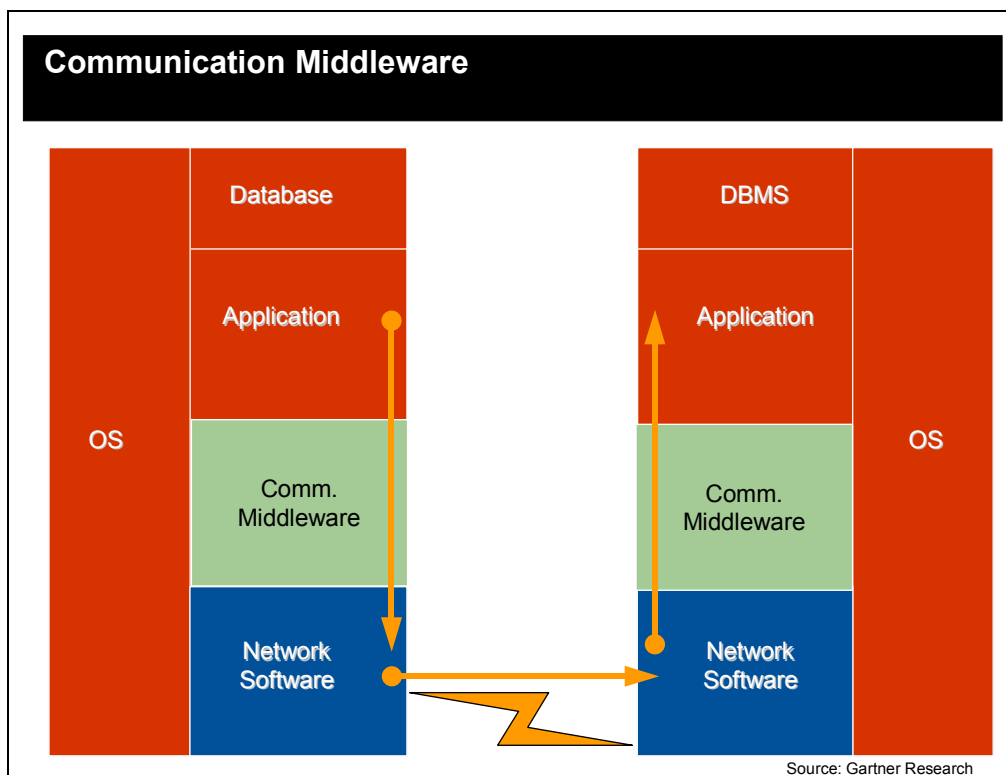 Communication Middleware
Database
Application
OS
Comm.
Middleware
Network
Software
DBMS
Application
OS
Comm.
Middleware
Network
Software
Source: Gartner Research